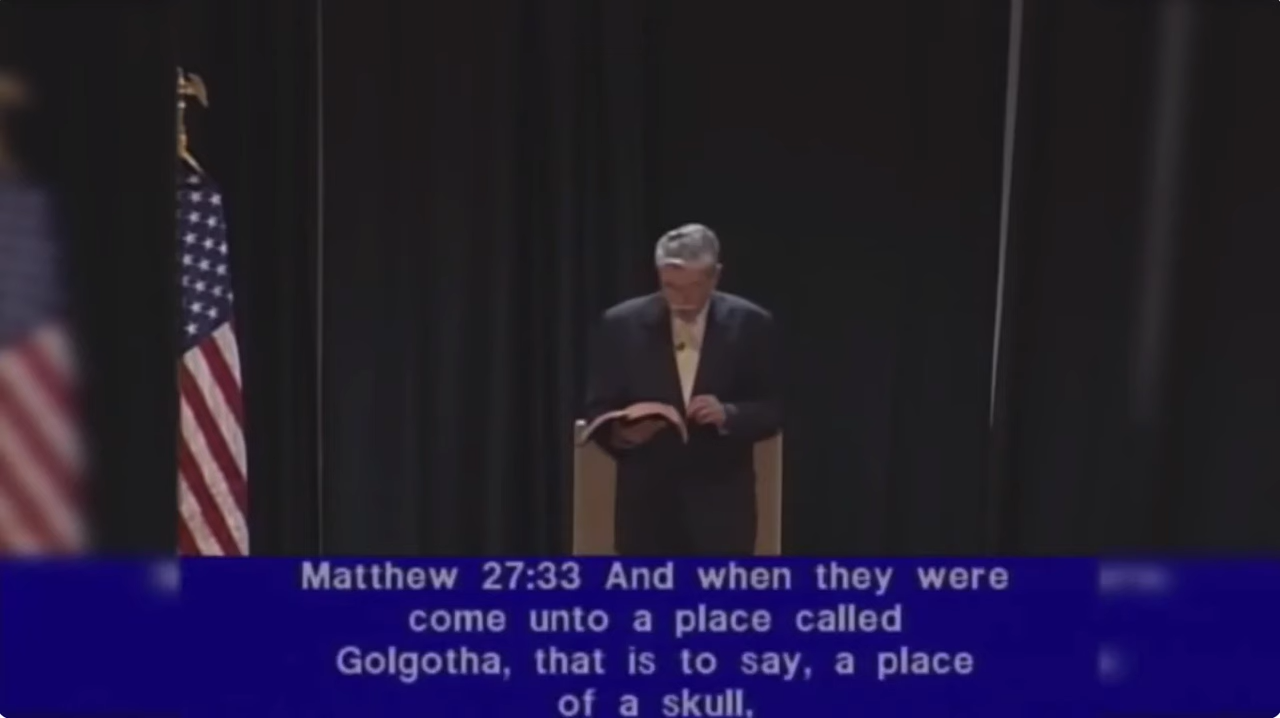 Matthew 27:33 And when they were
come unto a place called
Golgotha, that is to say, a place
of a skull,